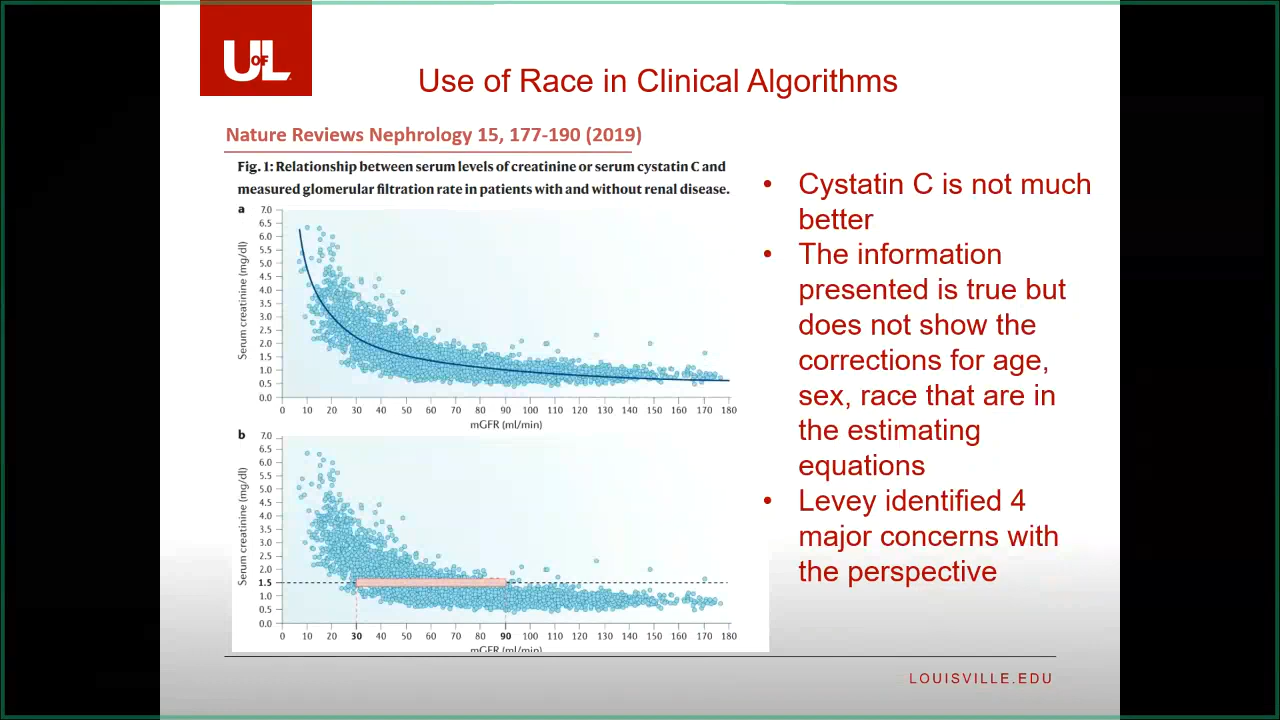 U OF L
Use of Race in Clinical Algorithms
Nature Reviews Nephrology 15, 177-190 (2019)
Fig. 1: Relationship between serum levels of creatinine or serum cystatin C and
measured glomerular filtration rate in patients with and without renal disease.
a
Serum creatinine (mg/dl)
7.0
6.5
6.0
5.5
5.0
4.5
4.0
3.5
3.0
2.5
2.0
1.5
1.0
0.5
0.0
0 10 20 30 40 50 60 70 80 90 100 110 120 130 140 150 160 170 180
mGFR (ml/min)
b
Serum creatinine (mg/dl)
7.0
6.5
6.0
5.5
5.0
4.5
4.0
3.5
3.0
2.5
2.0
1.5
1.0
0.5
0.0
0 10 20 30 40 50 60 70 80 90 100 110 120 130 140 150 160 170 180
mGFR (ml/min)
• Cystatin C is not much
better
• The information
presented is true but
does not show the
corrections for age,
sex, race that are in
the estimating
equations
• Levey identified 4
major concerns with
the perspective
LOUISVILLE.EDU